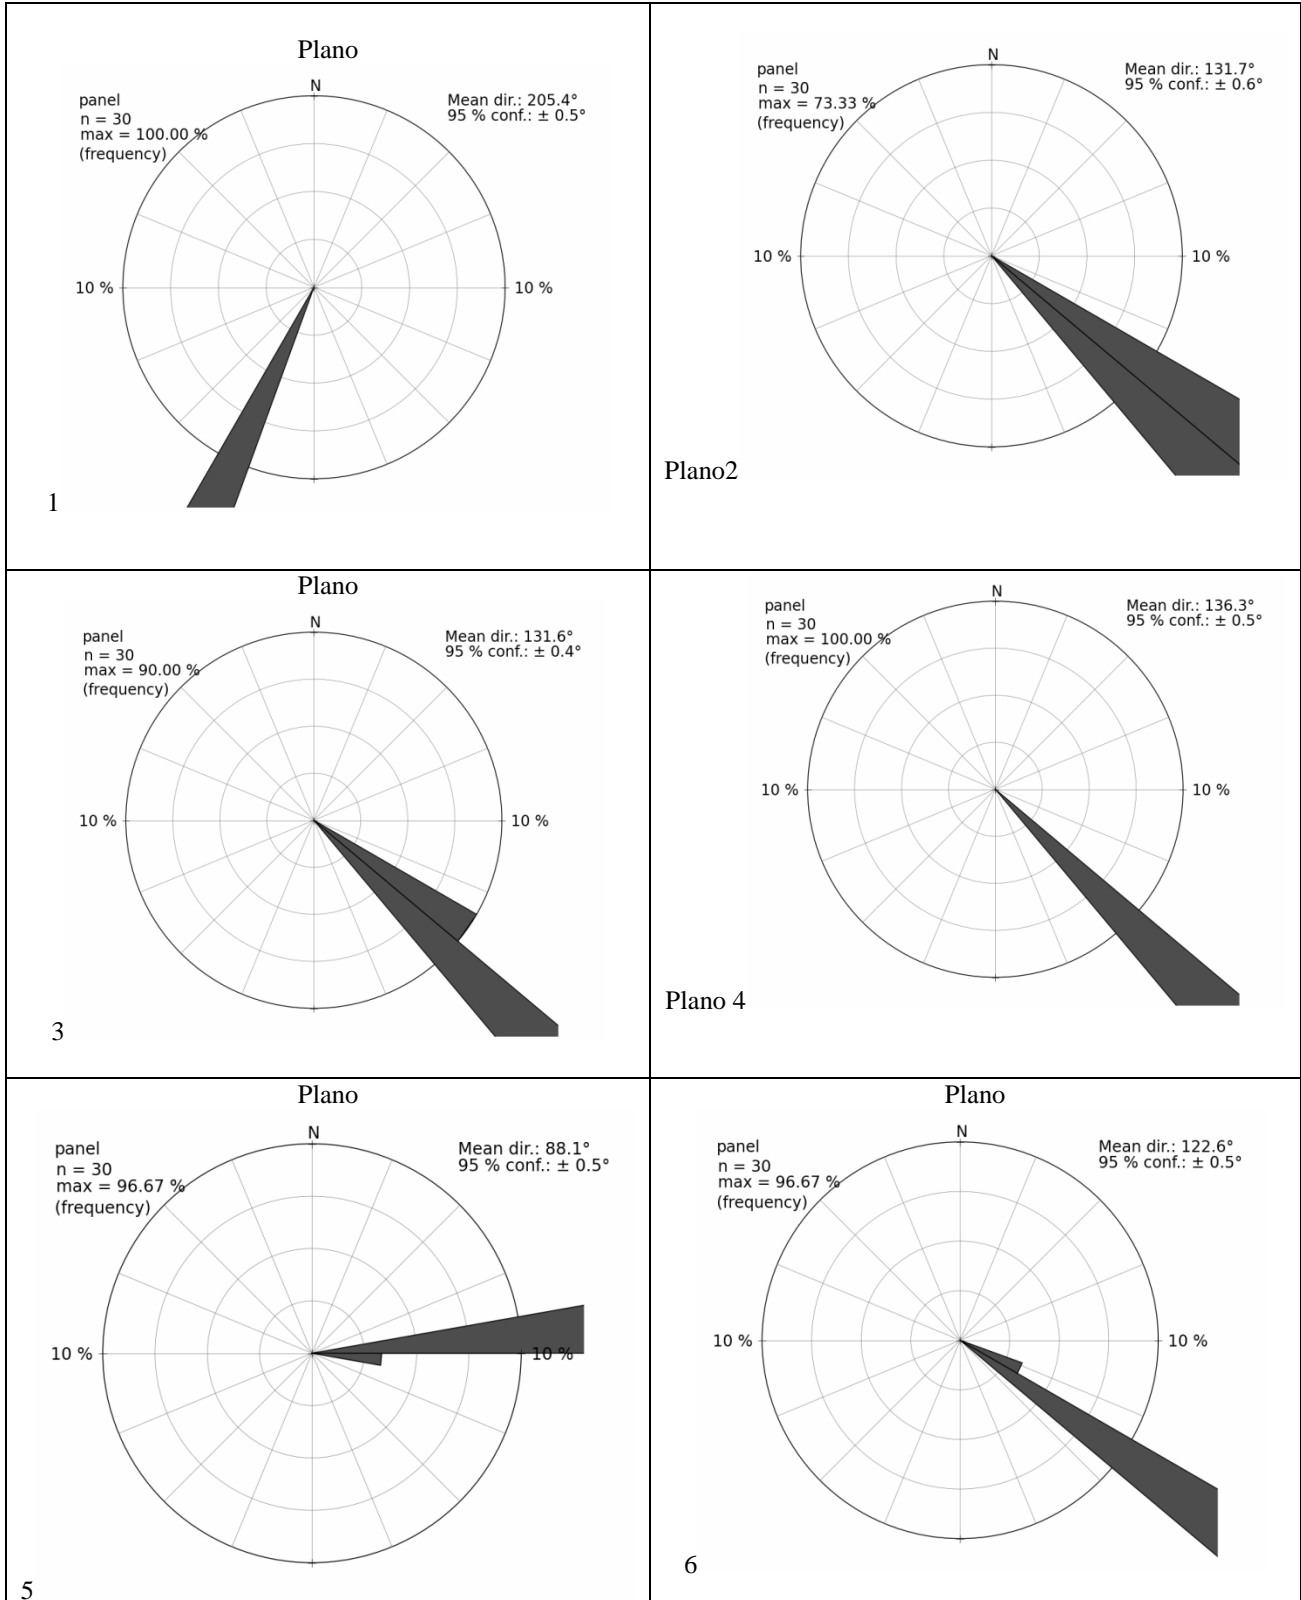 Plano
N
panel
n = 30
max = 100.00 %
(frequency)
Mean dir.: 205.4°
95 % conf.: ± 0.5°
10 %
10 %
1
N
panel
n = 30
max = 73.33 %
(frequency)
Mean dir.: 131.7°
95 % conf.: ± 0.6°
10 %
10 %
Plano2
Plano
N
panel
n = 30
max = 90.00 %
(frequency)
Mean dir.: 131.6°
95 % conf.: ± 0.4°
10 %
10 %
3
N
panel
n = 30
max = 100.00 %
(frequency)
Mean dir.: 136.3°
95 % conf.: ± 0.5°
10 %
10 %
Plano 4
Plano
N
panel
n = 30
max = 96.67 %
(frequency)
Mean dir.: 88.1°
95 % conf.: ± 0.5°
10 %
10 %
5
Plano
N
panel
n = 30
max = 96.67 %
(frequency)
Mean dir.: 122.6°
95 % conf.: ± 0.5°
10 %
10 %
6